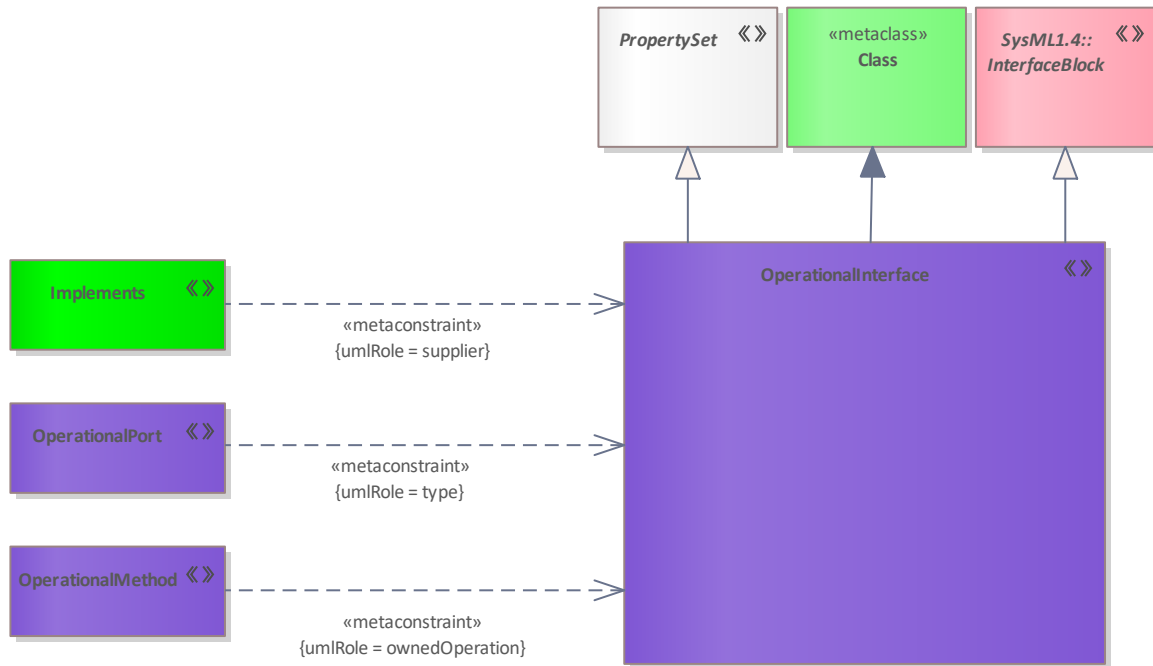 PropertySet
«»
«metaclass»
Class
SysML1.4::
InterfaceBlock
«»
OperationalInterface
«»
Implements
«»
«metaconstraint»
{umlRole = supplier}
OperationalPort
«»
«metaconstraint»
{umlRole = type}
OperationalMethod
«»
«metaconstraint»
{umlRole = ownedOperation}